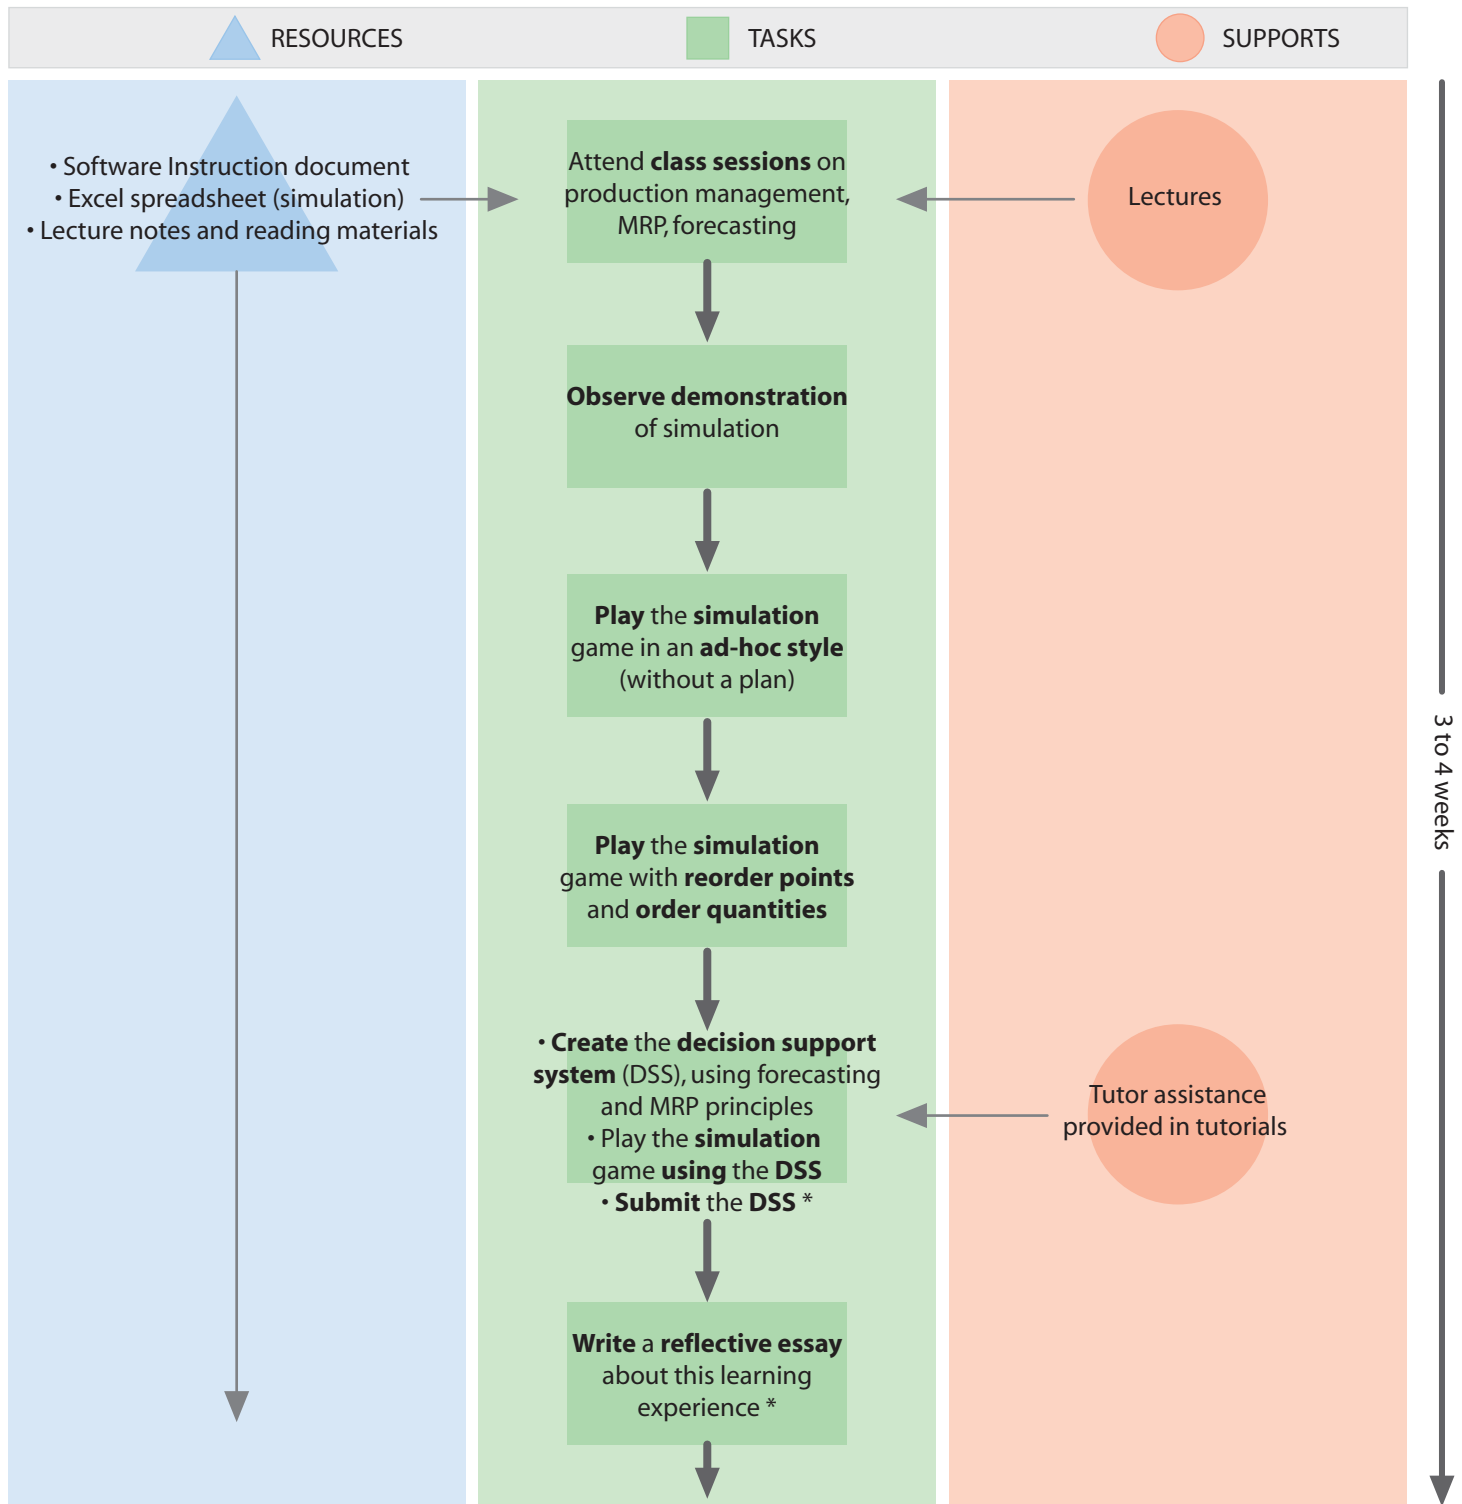 RESOURCES
TASKS
SUPPORTS
• Software Instruction document
• Excel spreadsheet (simulation)
• Lecture notes and reading materials
Attend class sessions on
production management,
MRP, forecasting
Lectures
Observe demonstration
of simulation
Play the simulation
game in an ad-hoc style
(without a plan)
3 to 4 weeks
Play the simulation
game with reorder points
and order quantities
• Create the decision support
system (DSS), using forecasting
and MRP principles
• Play the simulation
game using the DSS
• Submit the DSS *
Tutor assistance
provided in tutorials
Write a reflective essay
about this learning
experience *